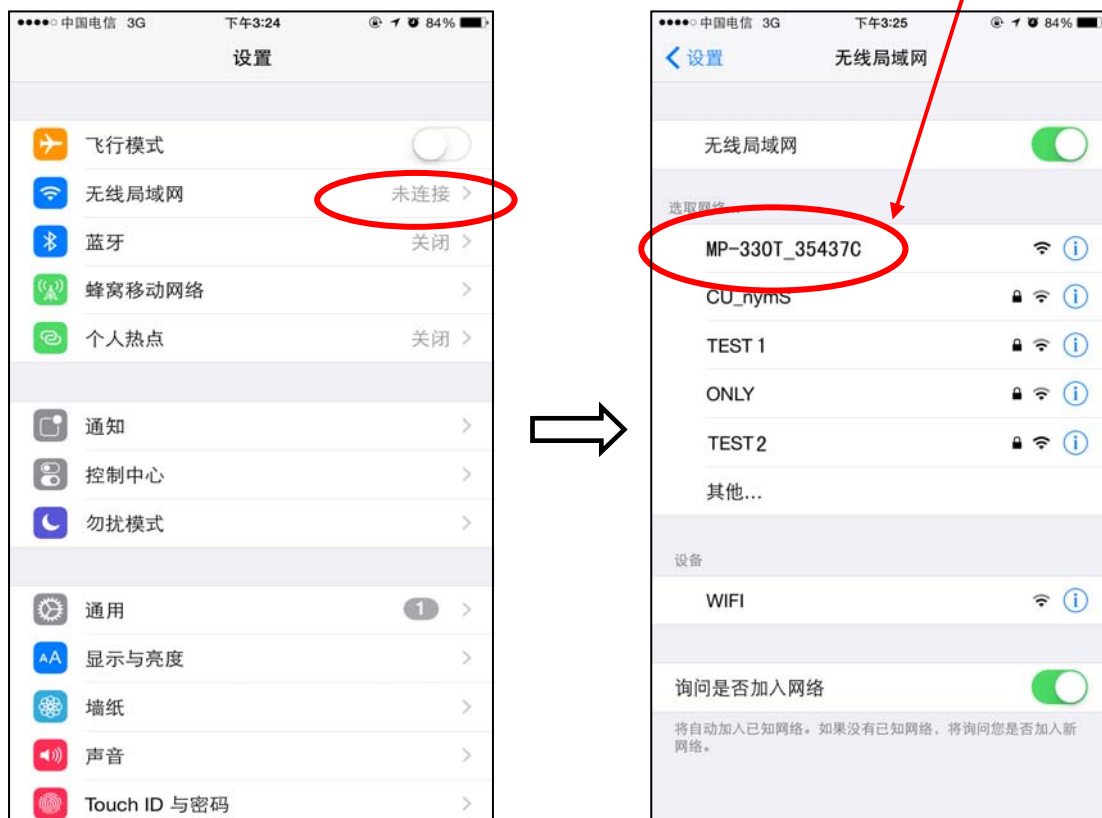 中国电信 3G 下午3:24 84%
设置
飞行模式
无线局域网 未连接
蓝牙 关闭
蜂窝移动网络
个人热点 关闭
通知
控制中心
勿扰模式
通用 1
AA 显示与亮度
墙纸
声音
Touch ID 与密码
中国电信 3G 下午3:25 84%
设置 无线局域网
无线局域网
选取网络...
MP-330T_35437C
CU_nymS
TEST 1
ONLY
TEST 2
其他...
设备
WIFI
询问是否加入网络
将自动加入已知网络。如果没有已知网络，将询问您是否加入新
网络。